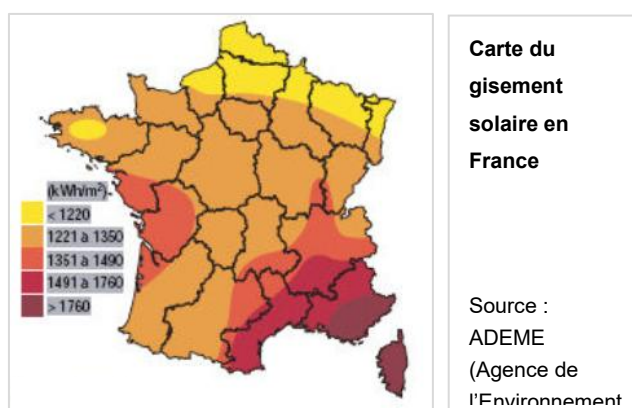 (kWh/m²)
< 1220
1221 à 1350
1351 à 1490
1491 à 1760
> 1760
Carte du
gisement
solaire en
France
Source :
ADEME
(Agence de
l'Environnement